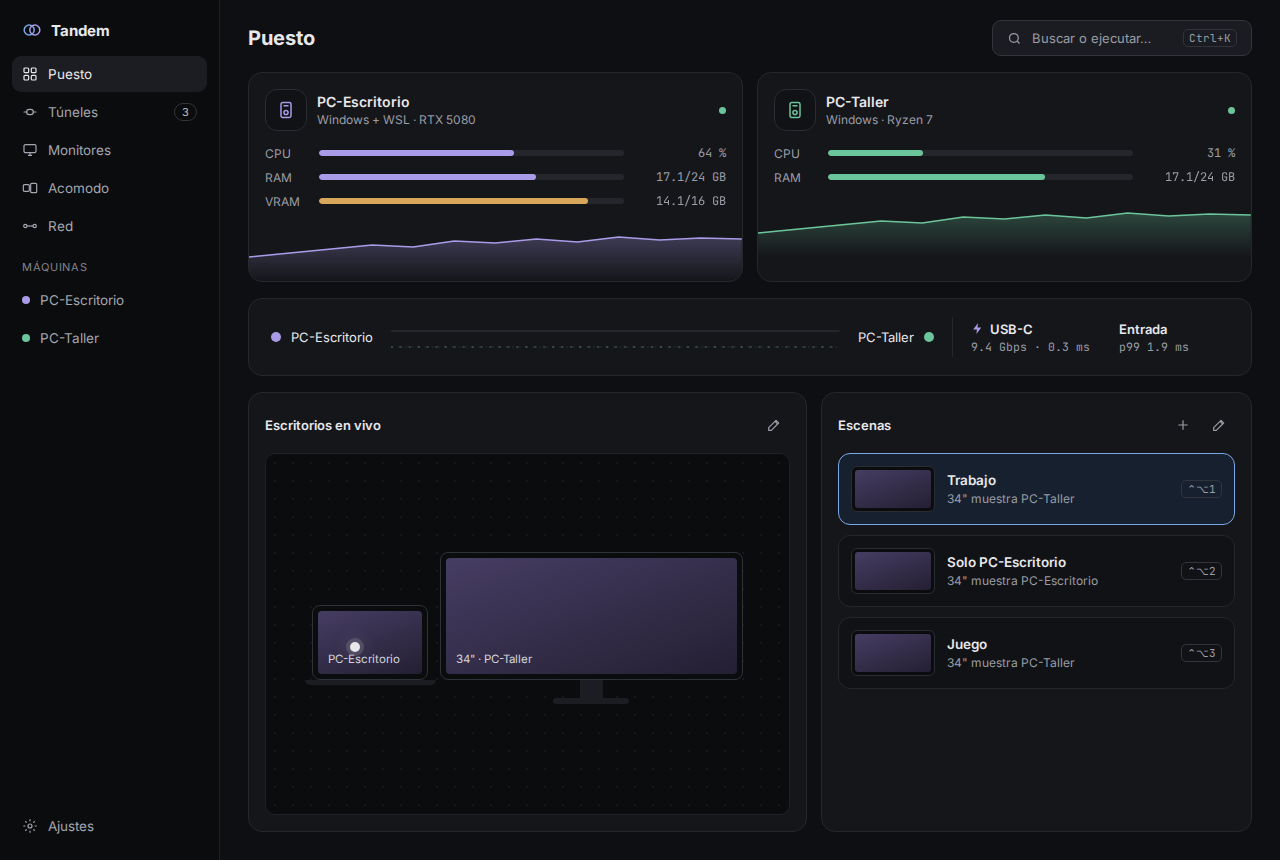 Tandem
Puesto
Túneles
3
Monitores
Acomodo
Red
MÁQUINAS
PC-Escritorio
PC-Taller
Ajustes
Puesto
Buscar o ejecutar...
Ctrl+K
PC-Escritorio
Windows + WSL · RTX 5080
CPU
64 %
RAM
17.1/24 GB
VRAM
14.1/16 GB
PC-Taller
Windows · Ryzen 7
CPU
31 %
RAM
17.1/24 GB
PC-Escritorio
PC-Taller
USB-C
9.4 Gbps · 0.3 ms
Entrada
p99 1.9 ms
Escritorios en vivo
PC-Escritorio
34" · PC-Taller
Escenas
Trabajo
34" muestra PC-Taller
⌃⌥1
Solo PC-Escritorio
34" muestra PC-Escritorio
⌃⌥2
Juego
34" muestra PC-Taller
⌃⌥3